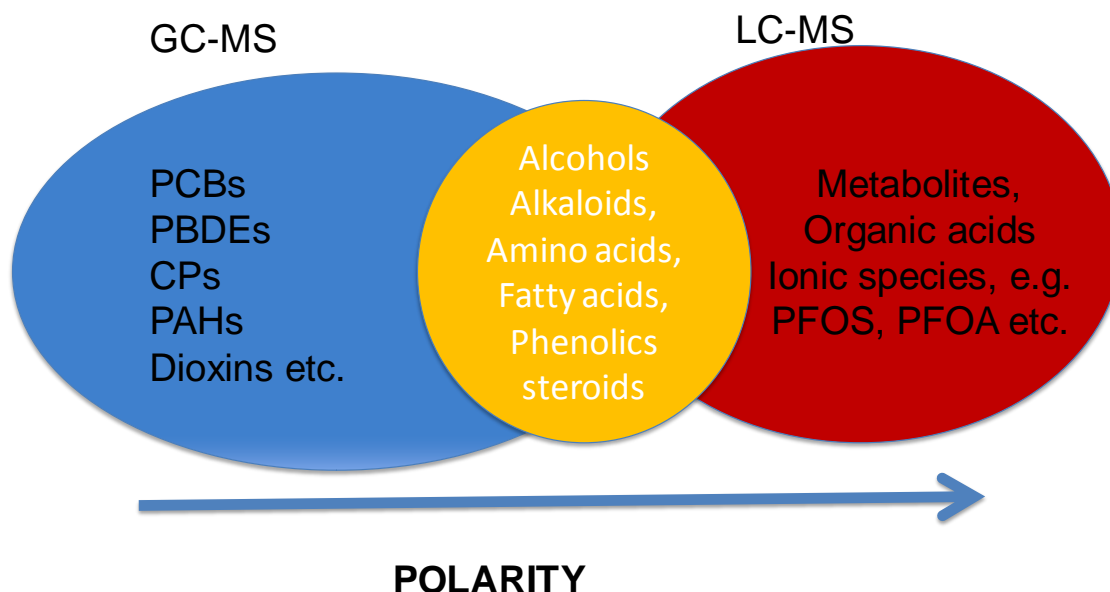 GC-MS
LC-MS
PCBs
PBDEs
CPs
PAHs
Dioxins etc.
Alcohols
Alkaloids,
Amino acids,
Fatty acids,
Phenolics
steroids
Metabolites,
Organic acids
Ionic species, e.g.
PFOS, PFOA etc.
POLARITY